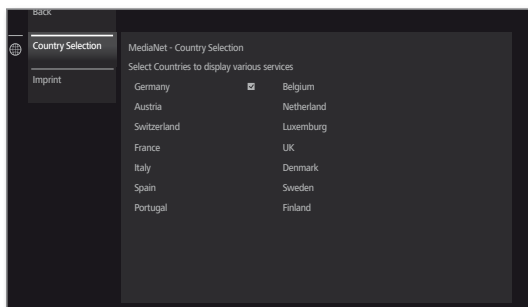 Back
Country Selection
Imprint
MediaNet - Country Selection
Select Countries to display various services
Germany Belgium
Austria Netherland
Switzerland Luxemburg
France UK
Italy Denmark
Spain Sweden
Portugal Finland